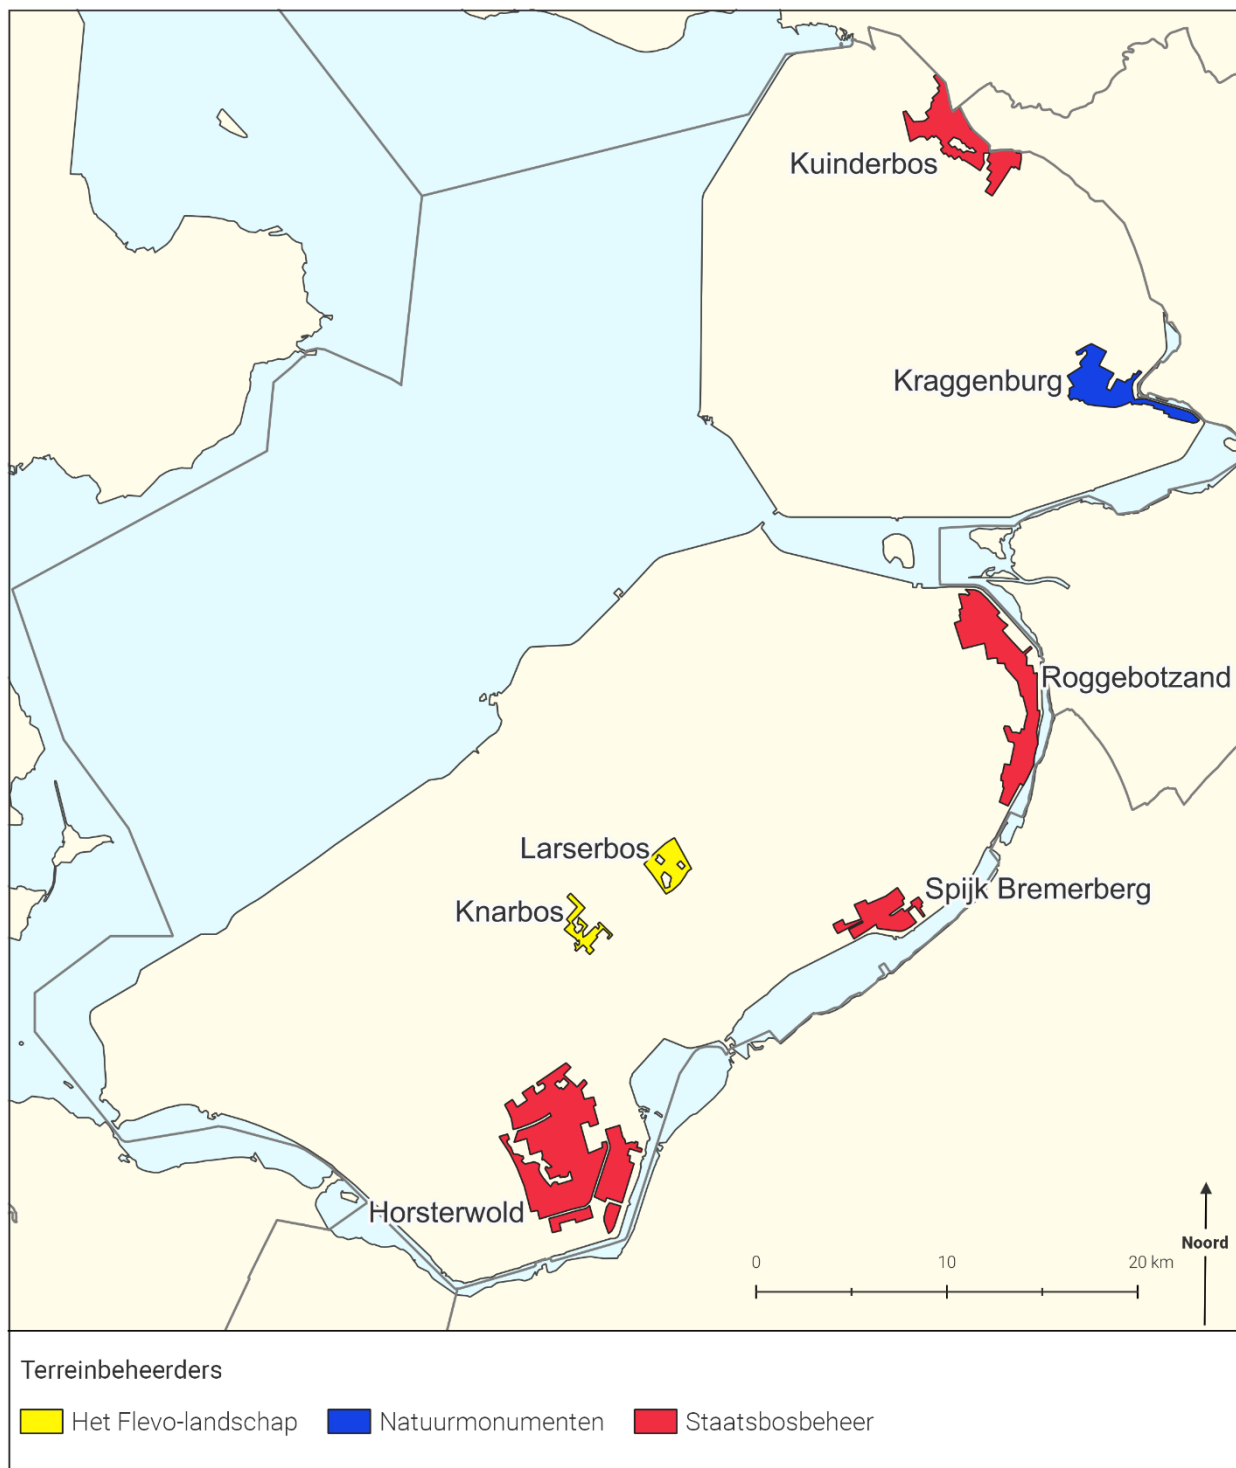 Kuinderbos
Kraggenburg
Roggebotzand
Larserbos
Spijk Bremerberg
Knarbos
Horsterwold
Noord
0 10 20 km
Terreinbeheerders
Het Flevo-landschap Natuurmonumenten Staatsbosbeheer